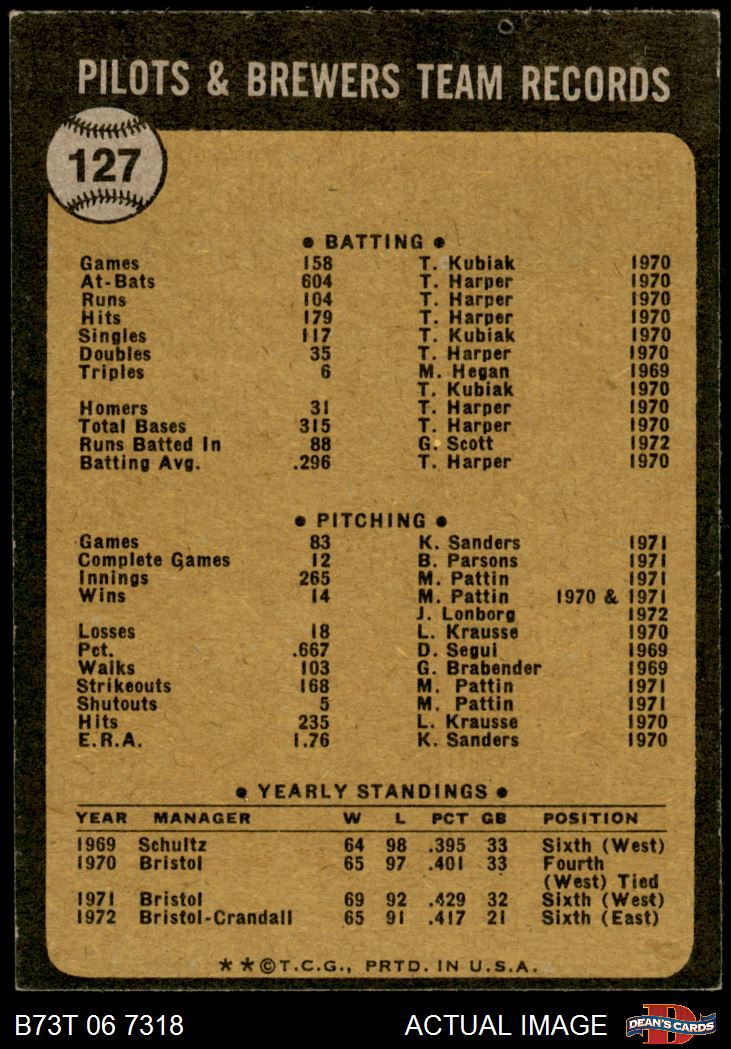 PILOTS & BREWERS TEAM RECORDS
127
• BATTING •
Games 158 T. Kubiak 1970
At-Bats 604 T. Harper 1970
Runs 104 T. Harper 1970
Hits 179 T. Harper 1970
Singles 117 T. Kubiak 1970
Doubles 35 T. Harper 1970
Triples 6 M. Hegan 1969
T. Kubiak 1970
Homers 31 T. Harper 1970
Total Bases 315 T. Harper 1970
Runs Batted In 88 G. Scott 1972
Batting Avg. .296 T. Harper 1970
• PITCHING •
Games 83 K. Sanders 1971
Complete Games 12 B. Parsons 1971
Innings 265 M. Pattin 1971
Wins 14 M. Pattin 1970 & 1971
J. Lonborg 1972
Losses 18 L. Krausse 1970
Pct. .667 D. Segui 1969
Walks 103 G. Brabender 1969
Strikeouts 168 M. Pattin 1971
Shutouts 5 M. Pattin 1971
Hits 235 L. Krausse 1970
E.R.A. 1.76 K. Sanders 1970
• YEARLY STANDINGS •
YEAR MANAGER W L PCT GB POSITION
1969 Schultz 64 98 .395 33 Sixth (West)
1970 Bristol 65 97 .401 33 Fourth
(West) Tied
1971 Bristol 69 92 .429 32 Sixth (West)
1972 Bristol-Crandall 65 91 .417 21 Sixth (East)
**©T.C.G., PRTD. IN U.S.A.
B73T 06 7318 ACTUAL IMAGE D DEAN'S CARDS